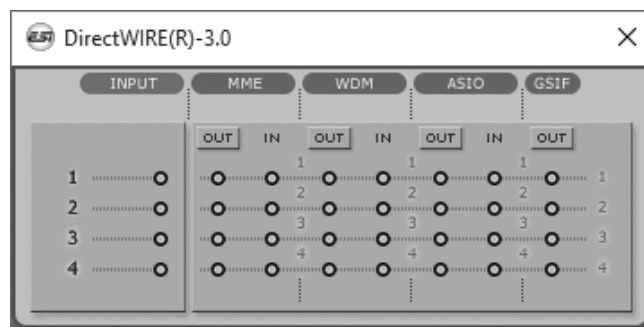 ESI DirectWIRE(R)-3.0
INPUT MME WDM ASIO GSIF
OUT IN OUT IN OUT IN OUT
1 1 1 1 1
2 2 2 2 2
3 3 3 3 3
4 4 4 4 4